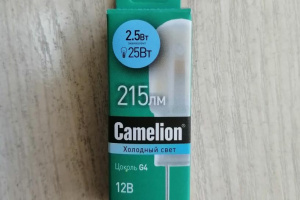 2.5Вт
25Вт
215лм
Camelion
Холодный свет
Цоколь G4
12В